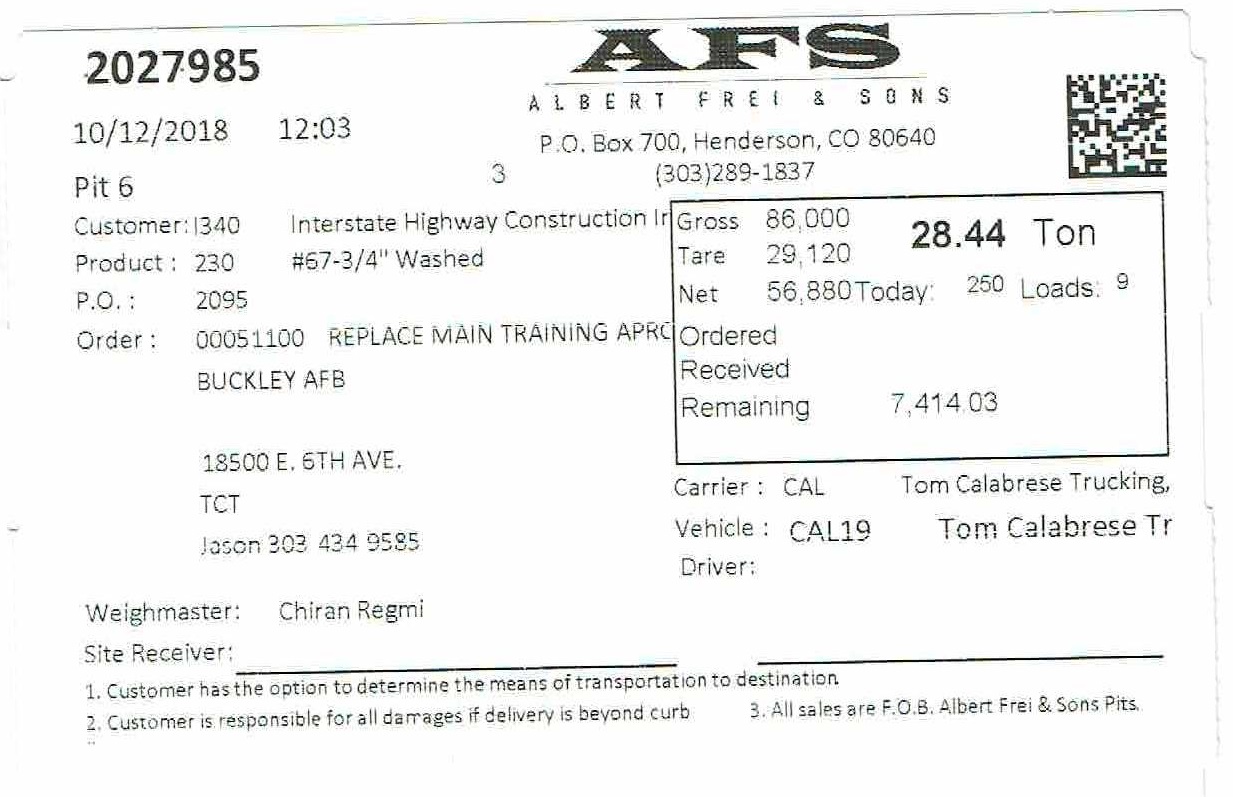 2027985
AFS
ALBERT FREI & SONS
10/12/2018 12:03
P.O. Box 700, Henderson, CO 80640
Pit 6 3 (303)289-1837
Customer: I340 Interstate Highway Construction Ir
Product : 230 #67-3/4" Washed
P.O. : 2095
Order : 00051100 REPLACE MAIN TRAINING APRO
BUCKLEY AFB
18500 E. 6TH AVE.
TCT
Jason 303 434 9585
Gross 86,000 28.44 Ton
Tare 29,120
Net 56,880 Today: 250 Loads: 9
Ordered
Received
Remaining 7,414.03
Carrier : CAL Tom Calabrese Trucking,
Vehicle : CAL19 Tom Calabrese Tr
Driver:
Weighmaster: Chiran Regmi
Site Receiver:
1. Customer has the option to determine the means of transportation to destination
2. Customer is responsible for all damages if delivery is beyond curb 3. All sales are F.O.B. Albert Frei & Sons Pits.